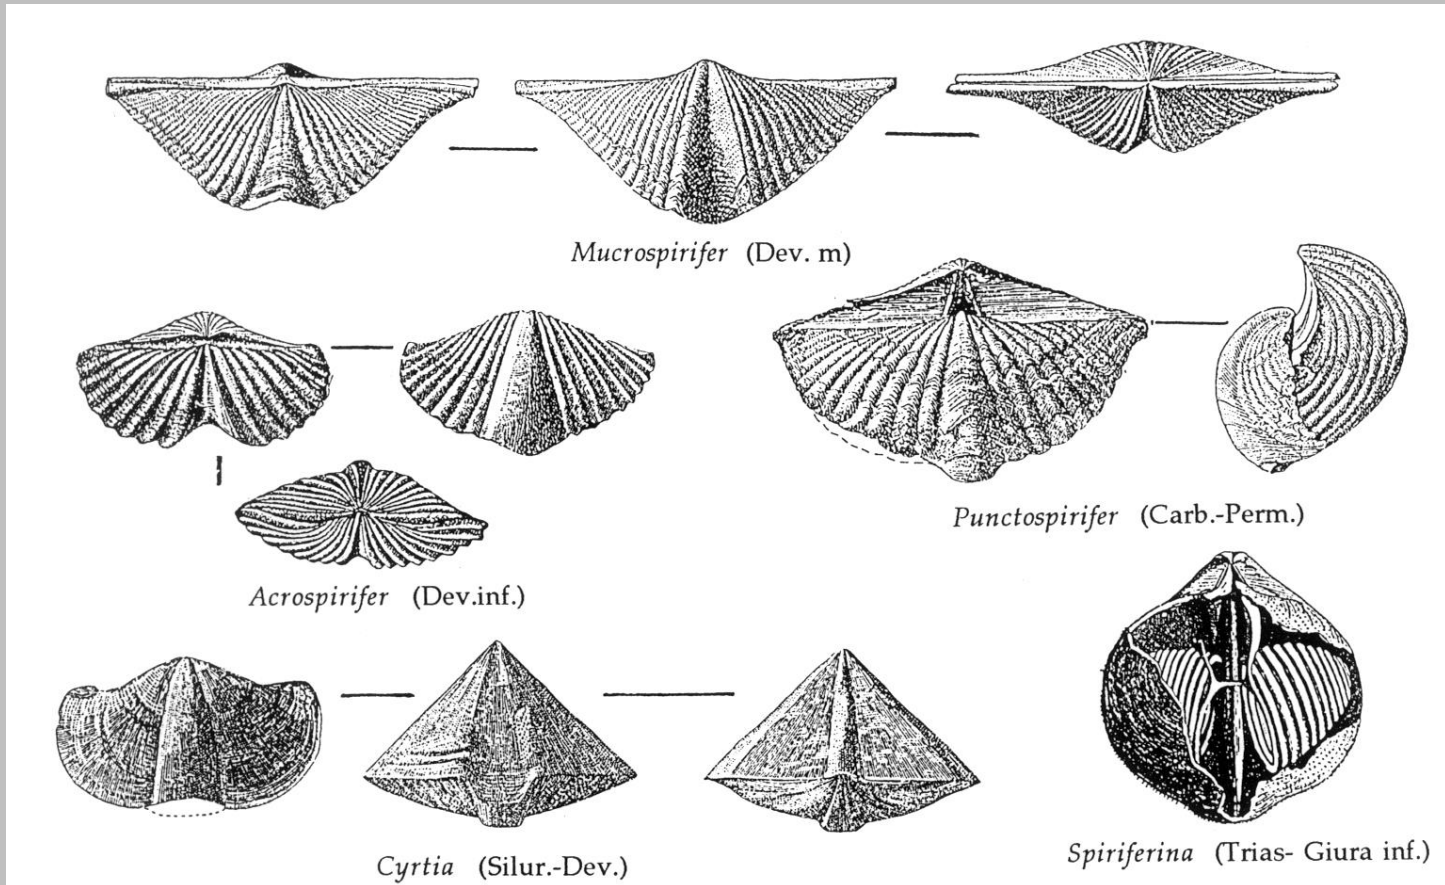 Mucrospirifer (Dev. m)
Punctospirifer (Carb.-Perm.)
Acrospirifer (Dev.inf.)
Cyrtia (Silur.-Dev.)
Spiriferina (Trias- Giura inf.)